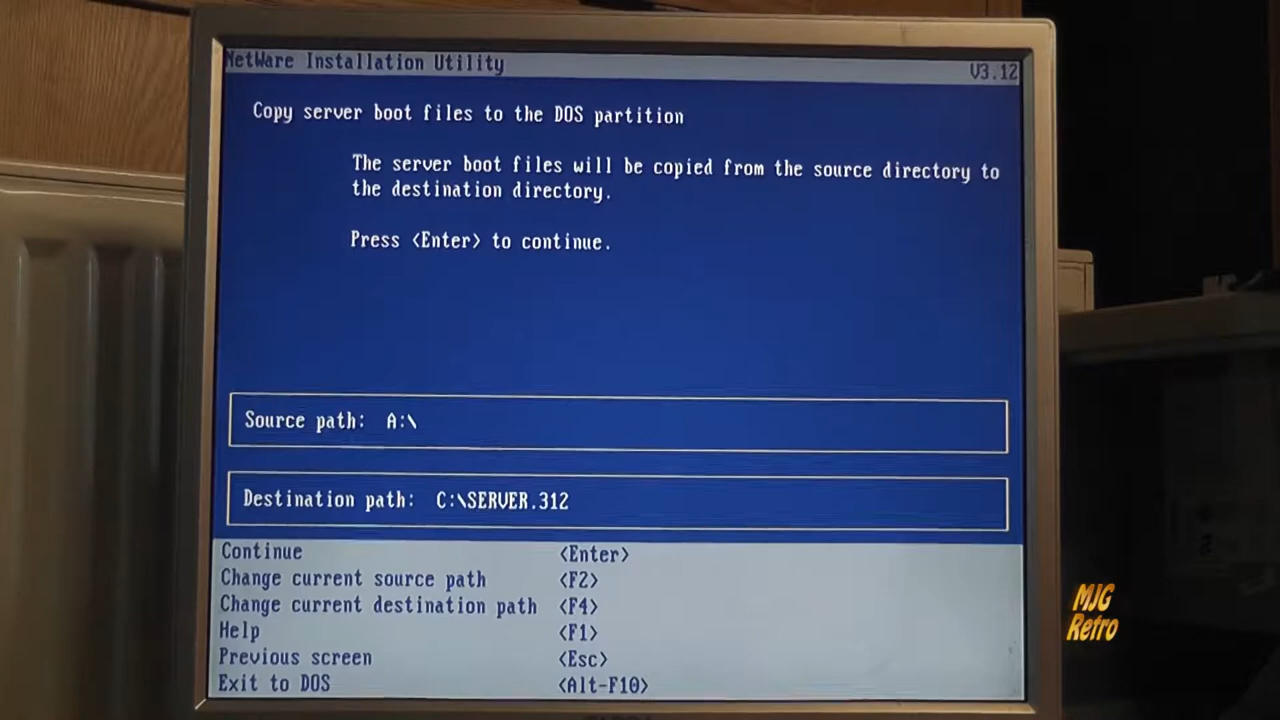 NetWare Installation Utility V3.12
Copy server boot files to the DOS partition
The server boot files will be copied from the source directory to
the destination directory.
Press <Enter> to continue.
Source path: A:\
Destination path: C:\SERVER.312
Continue <Enter>
Change current source path <F2>
Change current destination path <F4>
Help <F1>
Previous screen <Esc>
Exit to DOS <Alt-F10>
MJG
Retro